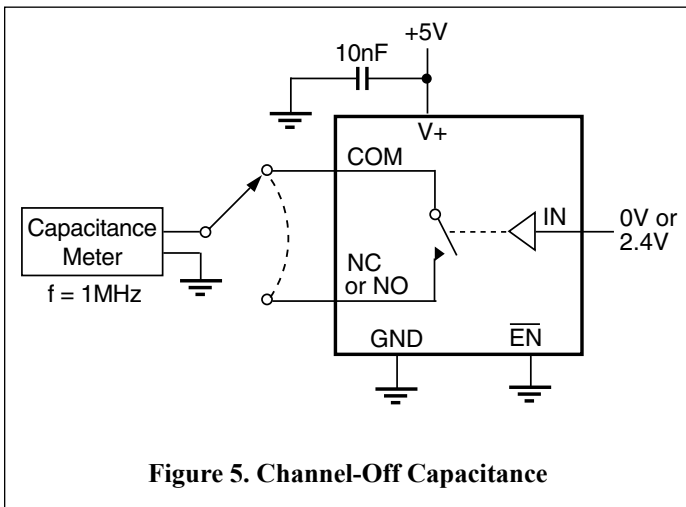 +5V
10nF
V+
COM
IN
0V or
2.4V
Capacitance
Meter
f = 1MHz
NC
or NO
GND
E̅N̅
Figure 5. Channel-Off Capacitance